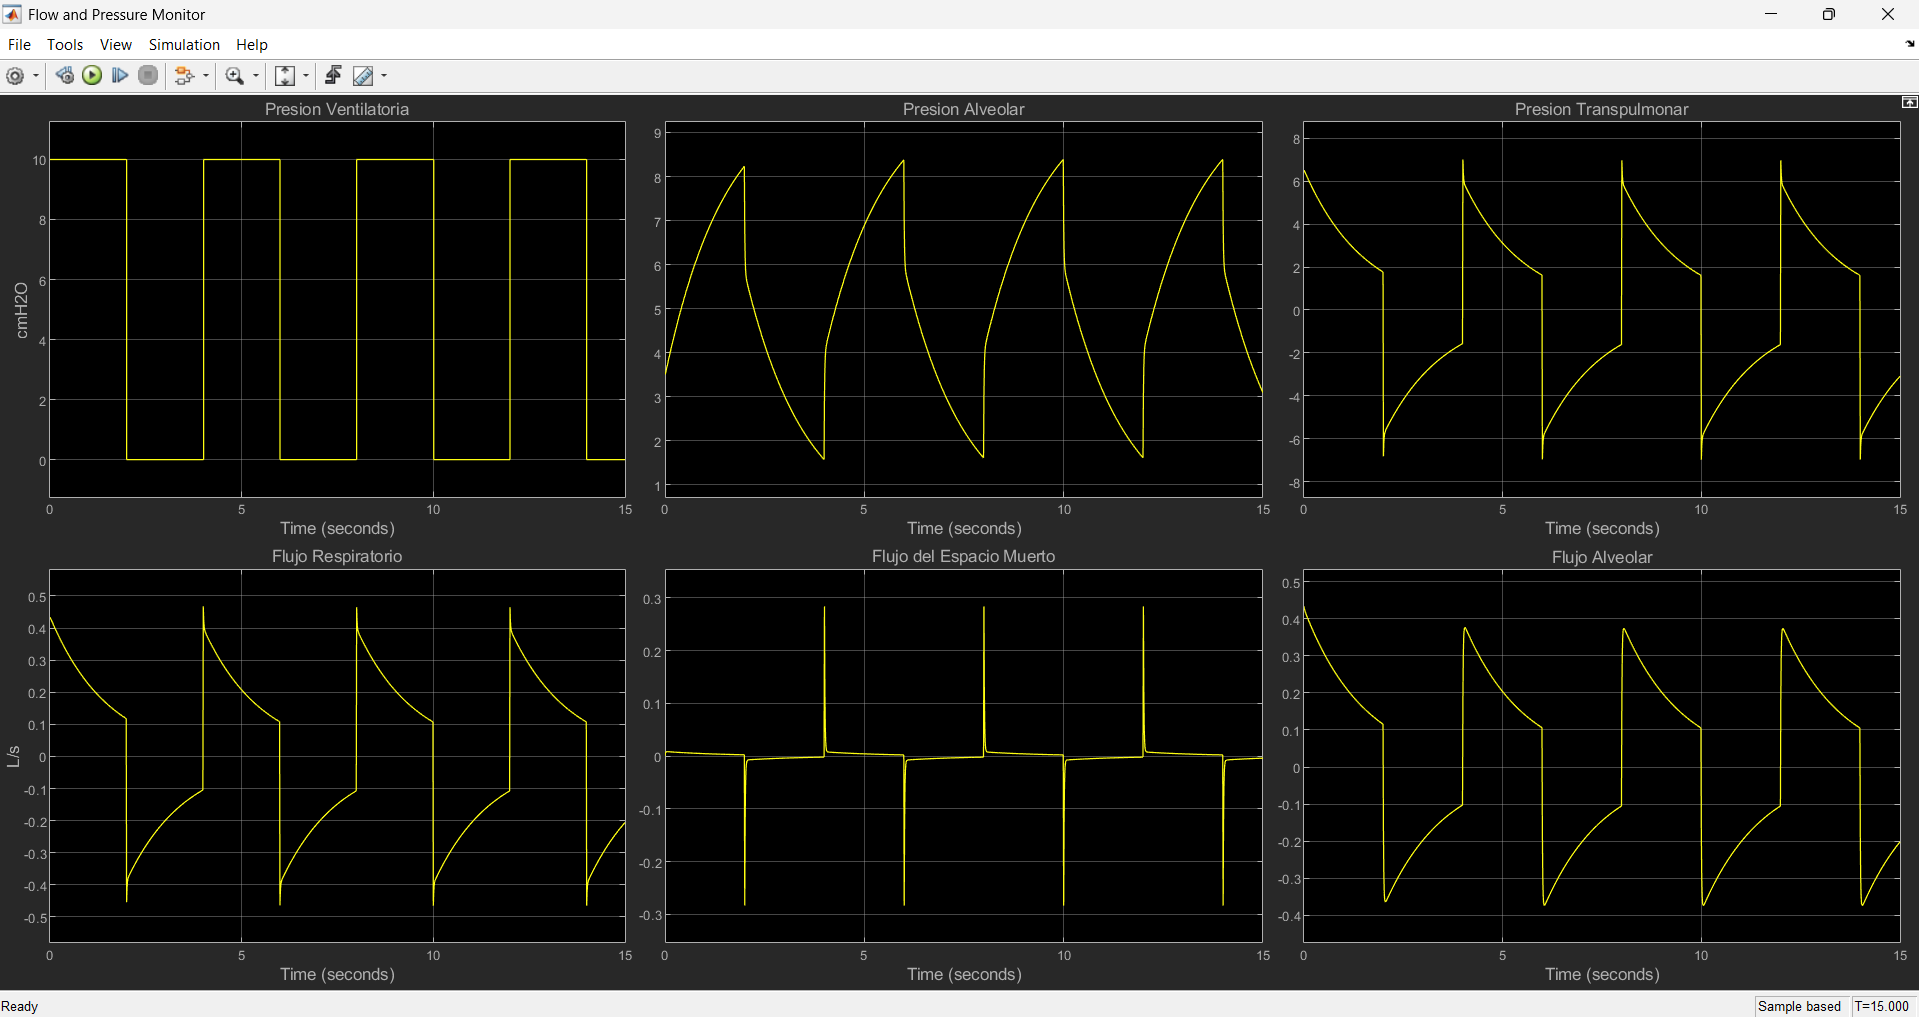 Flow and Pressure Monitor
File Tools View Simulation Help
Presion Ventilatoria
10
8
6
4
2
0
cmH2O
0 5 10 15
Time (seconds)
Presion Alveolar
9
8
7
6
5
4
3
2
1
0 5 10 15
Time (seconds)
Presion Transpulmonar
8
6
4
2
0
-2
-4
-6
-8
0 5 10 15
Time (seconds)
Flujo Respiratorio
0.5
0.4
0.3
0.2
0.1
0
-0.1
-0.2
-0.3
-0.4
-0.5
L/s
0 5 10 15
Time (seconds)
Flujo del Espacio Muerto
0.3
0.2
0.1
0
-0.1
-0.2
-0.3
0 5 10 15
Time (seconds)
Flujo Alveolar
0.5
0.4
0.3
0.2
0.1
0
-0.1
-0.2
-0.3
-0.4
0 5 10 15
Time (seconds)
Ready
Sample based T=15.000